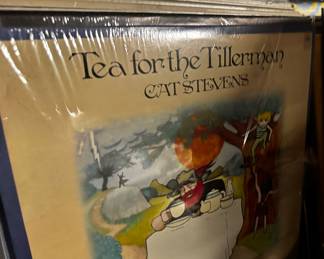 Tea for the Tillerman
CAT STEVENS